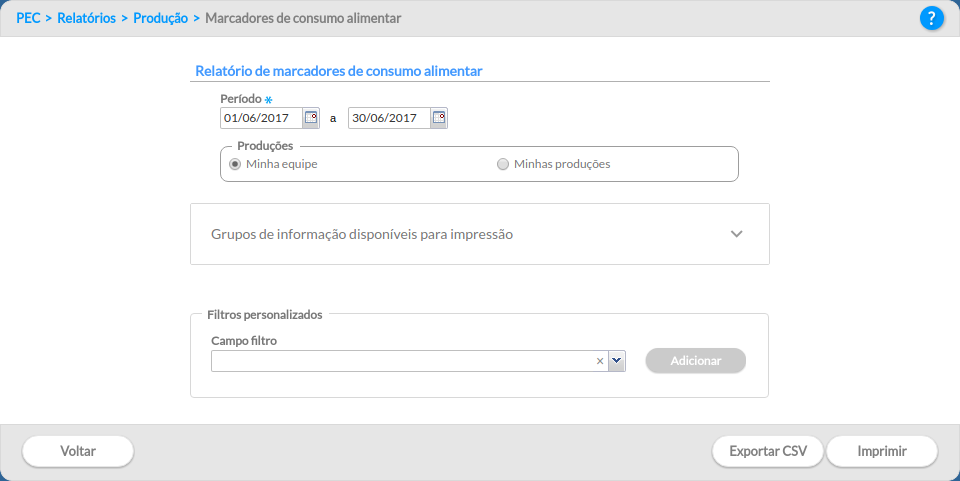 PEC > Relatórios > Produção > Marcadores de consumo alimentar ?
Relatório de marcadores de consumo alimentar
Período *
01/06/2017 a 30/06/2017
Produções
Minha equipe Minhas produções
Grupos de informação disponíveis para impressão
Filtros personalizados
Campo filtro
× Adicionar
Voltar Exportar CSV Imprimir